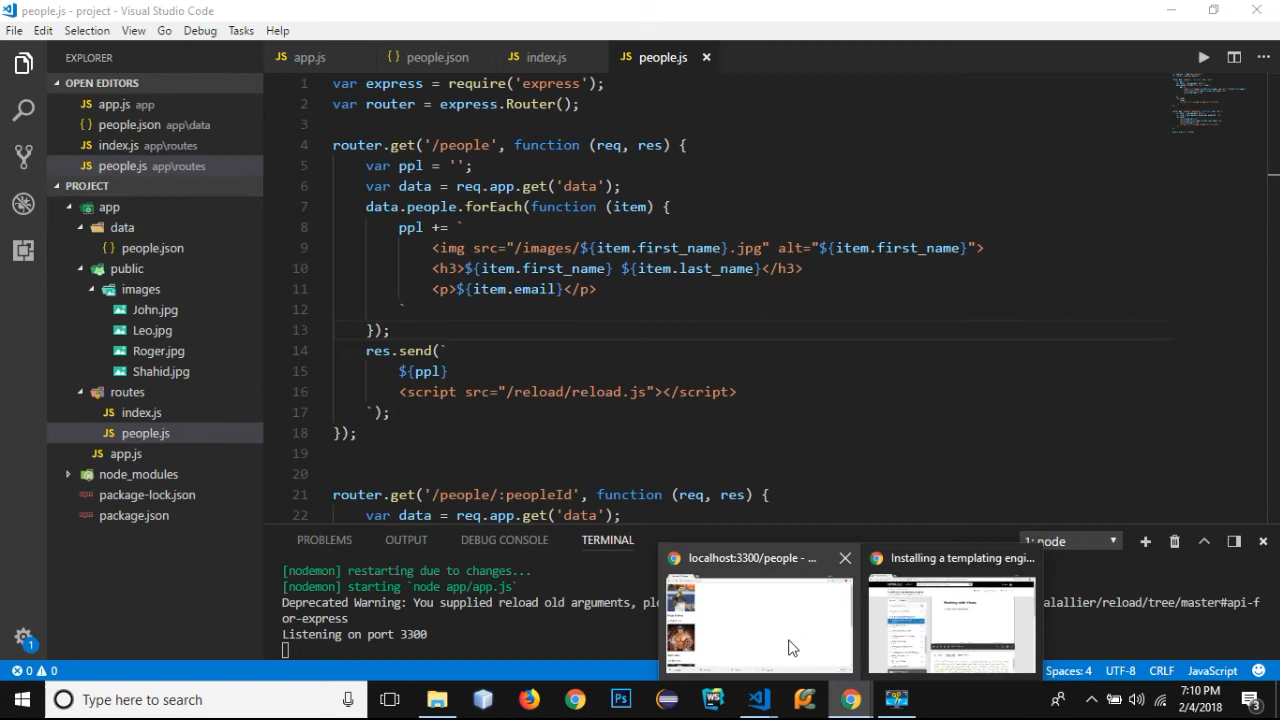 people.js - project - Visual Studio Code
File Edit Selection View Go Debug Tasks Help
EXPLORER
OPEN EDITORS
JS app.js app
{} people.json app\data
JS index.js app\routes
JS people.js app\routes
PROJECT
app
data
{} people.json
public
images
John.jpg
Leo.jpg
Roger.jpg
Shahid.jpg
routes
JS index.js
JS people.js
JS app.js
node_modules
package-lock.json
package.json
JS app.js {} people.json JS index.js JS people.js
1 var express = require('express');
2 var router = express.Router();
3
4 router.get('/people', function (req, res) {
5 var ppl = '';
6 var data = req.app.get('data');
7 data.people.forEach(function (item) {
8 ppl += `
9 <img src="/images/${item.first_name}.jpg" alt="${item.first_name}">
10 <h3>${item.first_name} ${item.last_name}</h3>
11 <p>${item.email}</p>
12 `
13 });
14 res.send(`
15 ${ppl}
16 <script src="/reload/reload.js"></script>
17 `);
18 });
19
20
21 router.get('/people/:peopleId', function (req, res) {
22 var data = req.app.get('data');
PROBLEMS OUTPUT DEBUG CONSOLE TERMINAL 1: node
[nodemon] restarting due to changes...
[nodemon] starting `node app/app.js`
Deprecated Warning: You supplied reload old arguments
or-express
Listening on port 3300
localhost:3300/people - ...
Installing a templating engi...
Working with Views
0 0 Spaces: 4 UTF-8 CRLF JavaScript
Type here to search
7:10 PM
2/4/2018
3